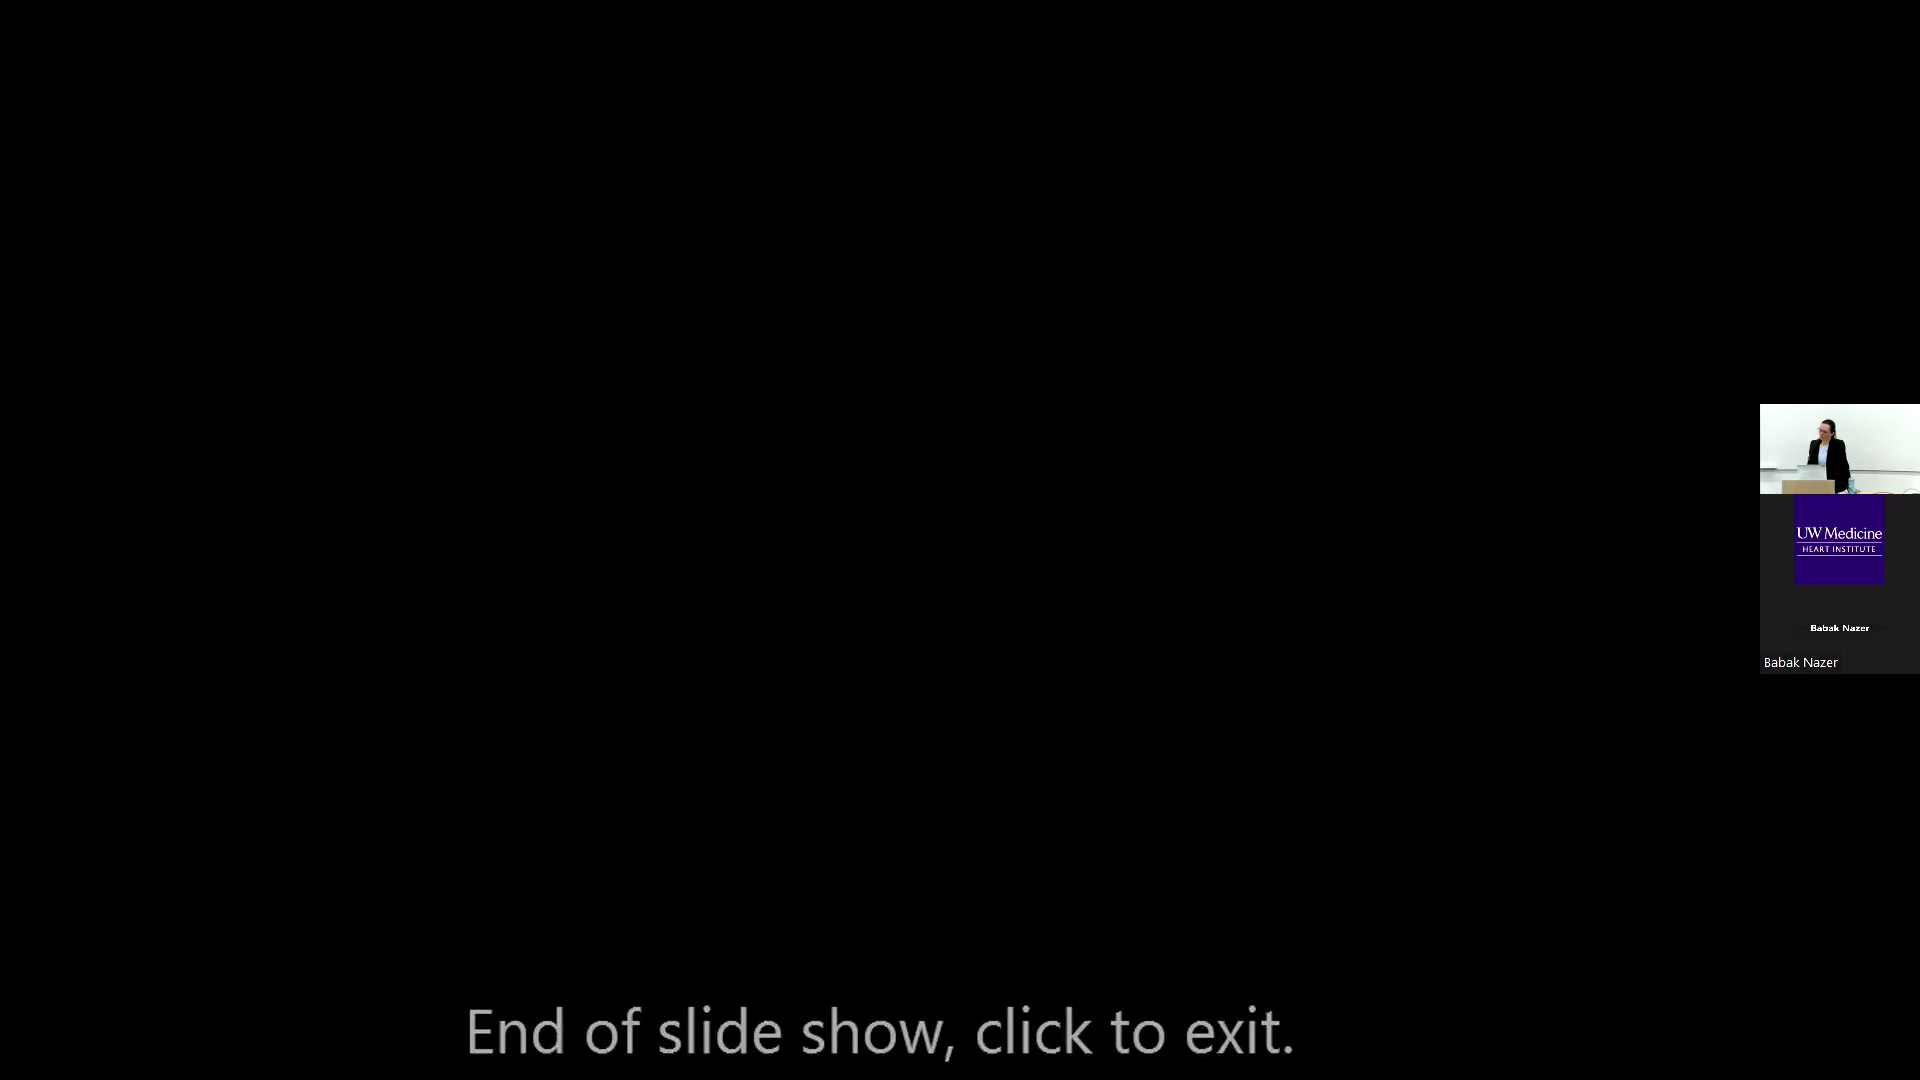 UW Medicine
HEART INSTITUTE
Babak Nazer
Babak Nazer
End of slide show, click to exit.